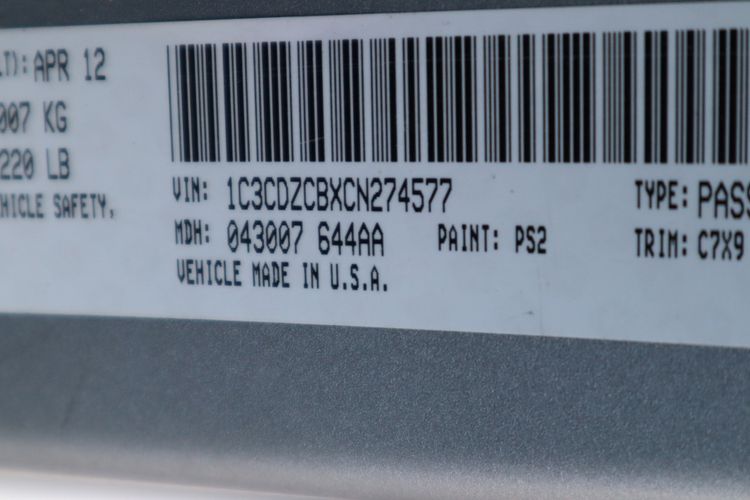 .T): APR 12
007 KG
220 LB
HICLE SAFETY,
VIN: 1C3CDZCBXCN274577 TYPE: PASS
MDH: 043007 644AA PAINT: PS2 TRIM: C7X9
VEHICLE MADE IN U.S.A.